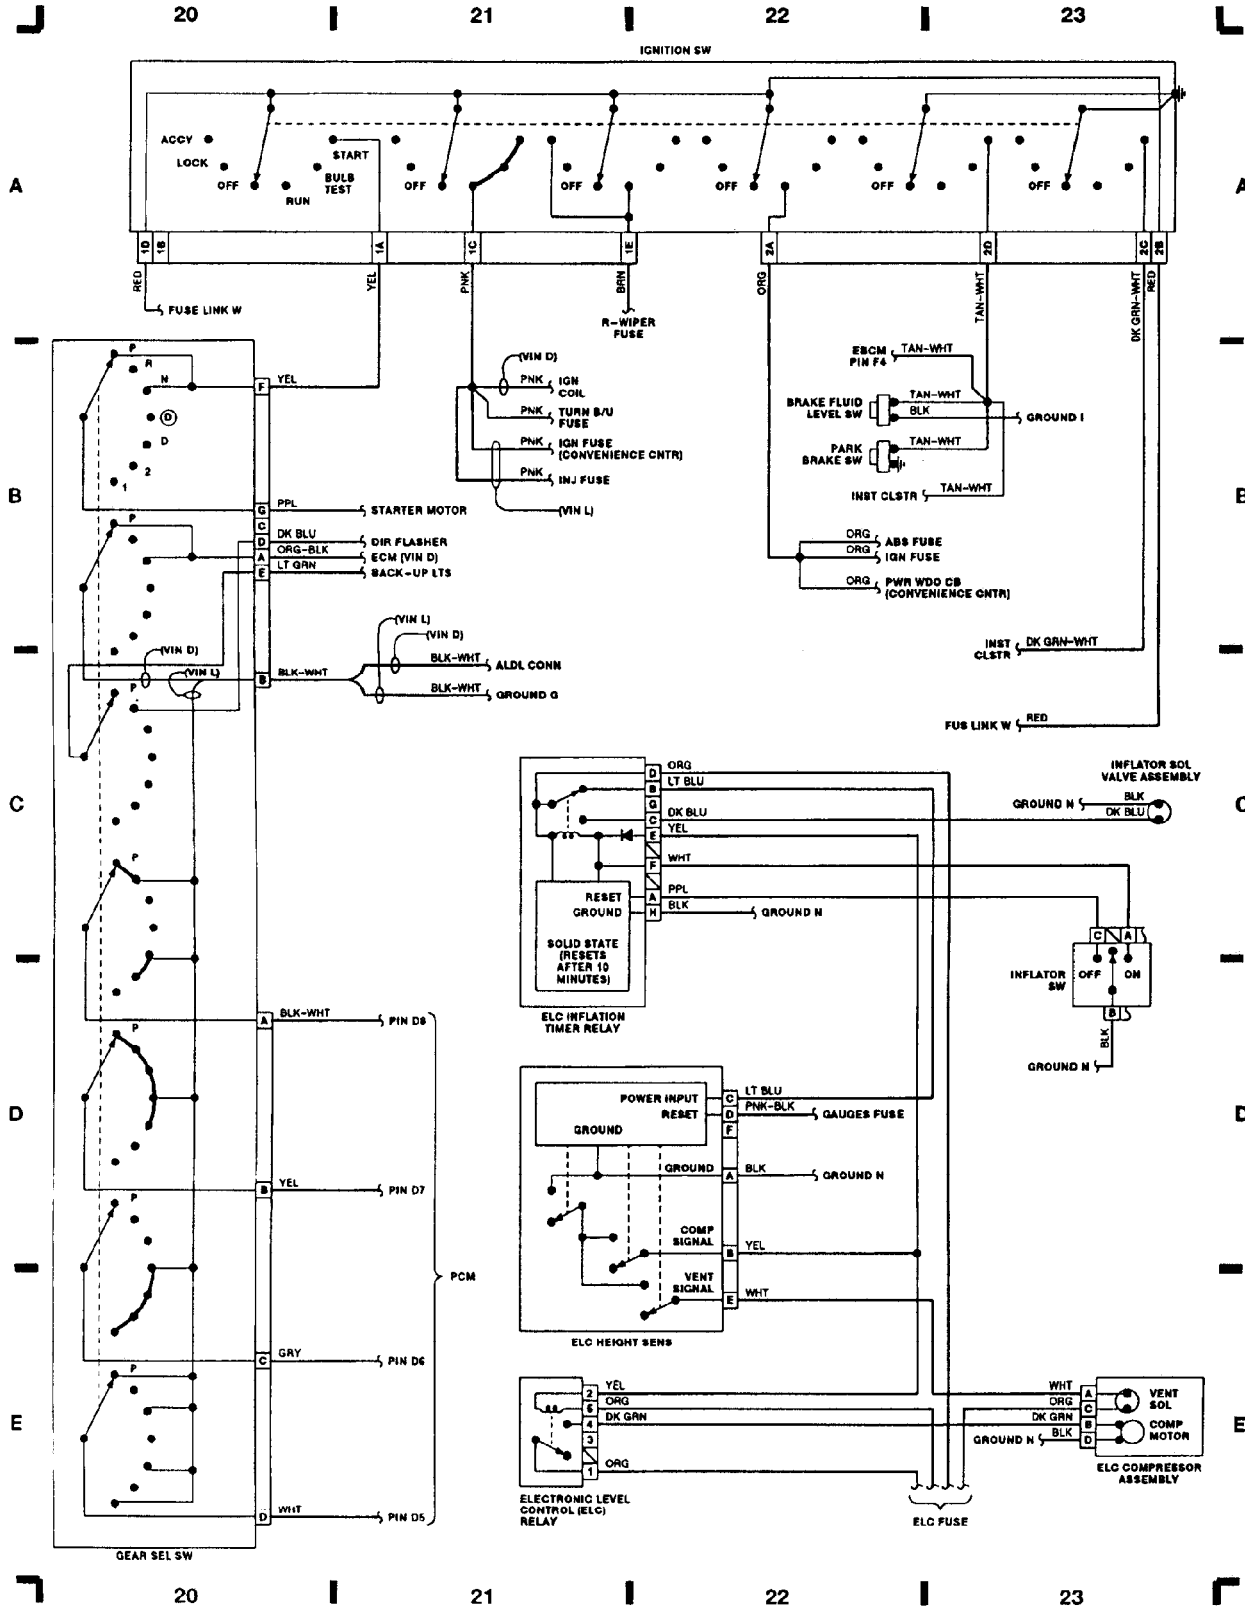 20 21 22 23
IGNITION SW
A A
ACCY
LOCK
OFF
RUN
BULB
TEST
START
OFF
OFF
OFF
OFF
OFF
1D 1B 1A 1C 1E 2A 2D 2C 2B
RED YEL PNK BRN ORG TAN-WHT DK GRN-WHT RED
FUSE LINK W
R-WIPER
FUSE
P
R
N
D
D
2
1
F YEL
(VIN D)
PNK IGN
COIL
PNK TURN B/U
FUSE
PNK IGN FUSE
(CONVENIENCE CNTR)
PNK INJ FUSE
(VIN L)
EBCM
PIN F4 TAN-WHT
BRAKE FLUID
LEVEL SW
TAN-WHT
BLK GROUND I
PARK
BRAKE SW
TAN-WHT
INST CLSTR TAN-WHT
B B
G PPL STARTER MOTOR
P
C
D DK BLU DIR FLASHER
A ORG-BLK ECM (VIN D)
E LT GRN BACK-UP LTS
ORG ABS FUSE
ORG IGN FUSE
ORG PWR WDO CB
(CONVENIENCE CNTR)
(VIN L)
(VIN D)
BLK-WHT ALDL CONN
BLK-WHT GROUND G
(VIN D)
(VIN L)
B BLK-WHT
P
INST
CLSTR DK GRN-WHT
FUS LINK W RED
C C
D ORG
B LT BLU
G
C DK BLU
E YEL
F WHT
A PPL
H BLK GROUND N
RESET
GROUND
SOLID STATE
(RESETS
AFTER 10
MINUTES)
ELC INFLATION
TIMER RELAY
INFLATOR SOL
VALVE ASSEMBLY
GROUND N BLK
DK BLU
P
C A
INFLATOR
SW
OFF ON
B
BLK
GROUND N
A BLK-WHT PIN D8
P
D D
POWER INPUT C LT BLU
RESET D PNK-BLK GAUGES FUSE
F
GROUND
GROUND A BLK GROUND N
COMP
SIGNAL B YEL
VENT
SIGNAL E WHT
ELC HEIGHT SENS
B YEL PIN D7
P
PCM
C GRY PIN D6
P
E E
2 YEL
5 ORG
4 DK GRN
3
1 ORG
ELECTRONIC LEVEL
CONTROL (ELC)
RELAY
WHT A VENT
SOL
ORG C
DK GRN B COMP
MOTOR
GROUND N BLK D
ELC COMPRESSOR
ASSEMBLY
ELC FUSE
D WHT PIN D5
GEAR SEL SW
20 21 22 23